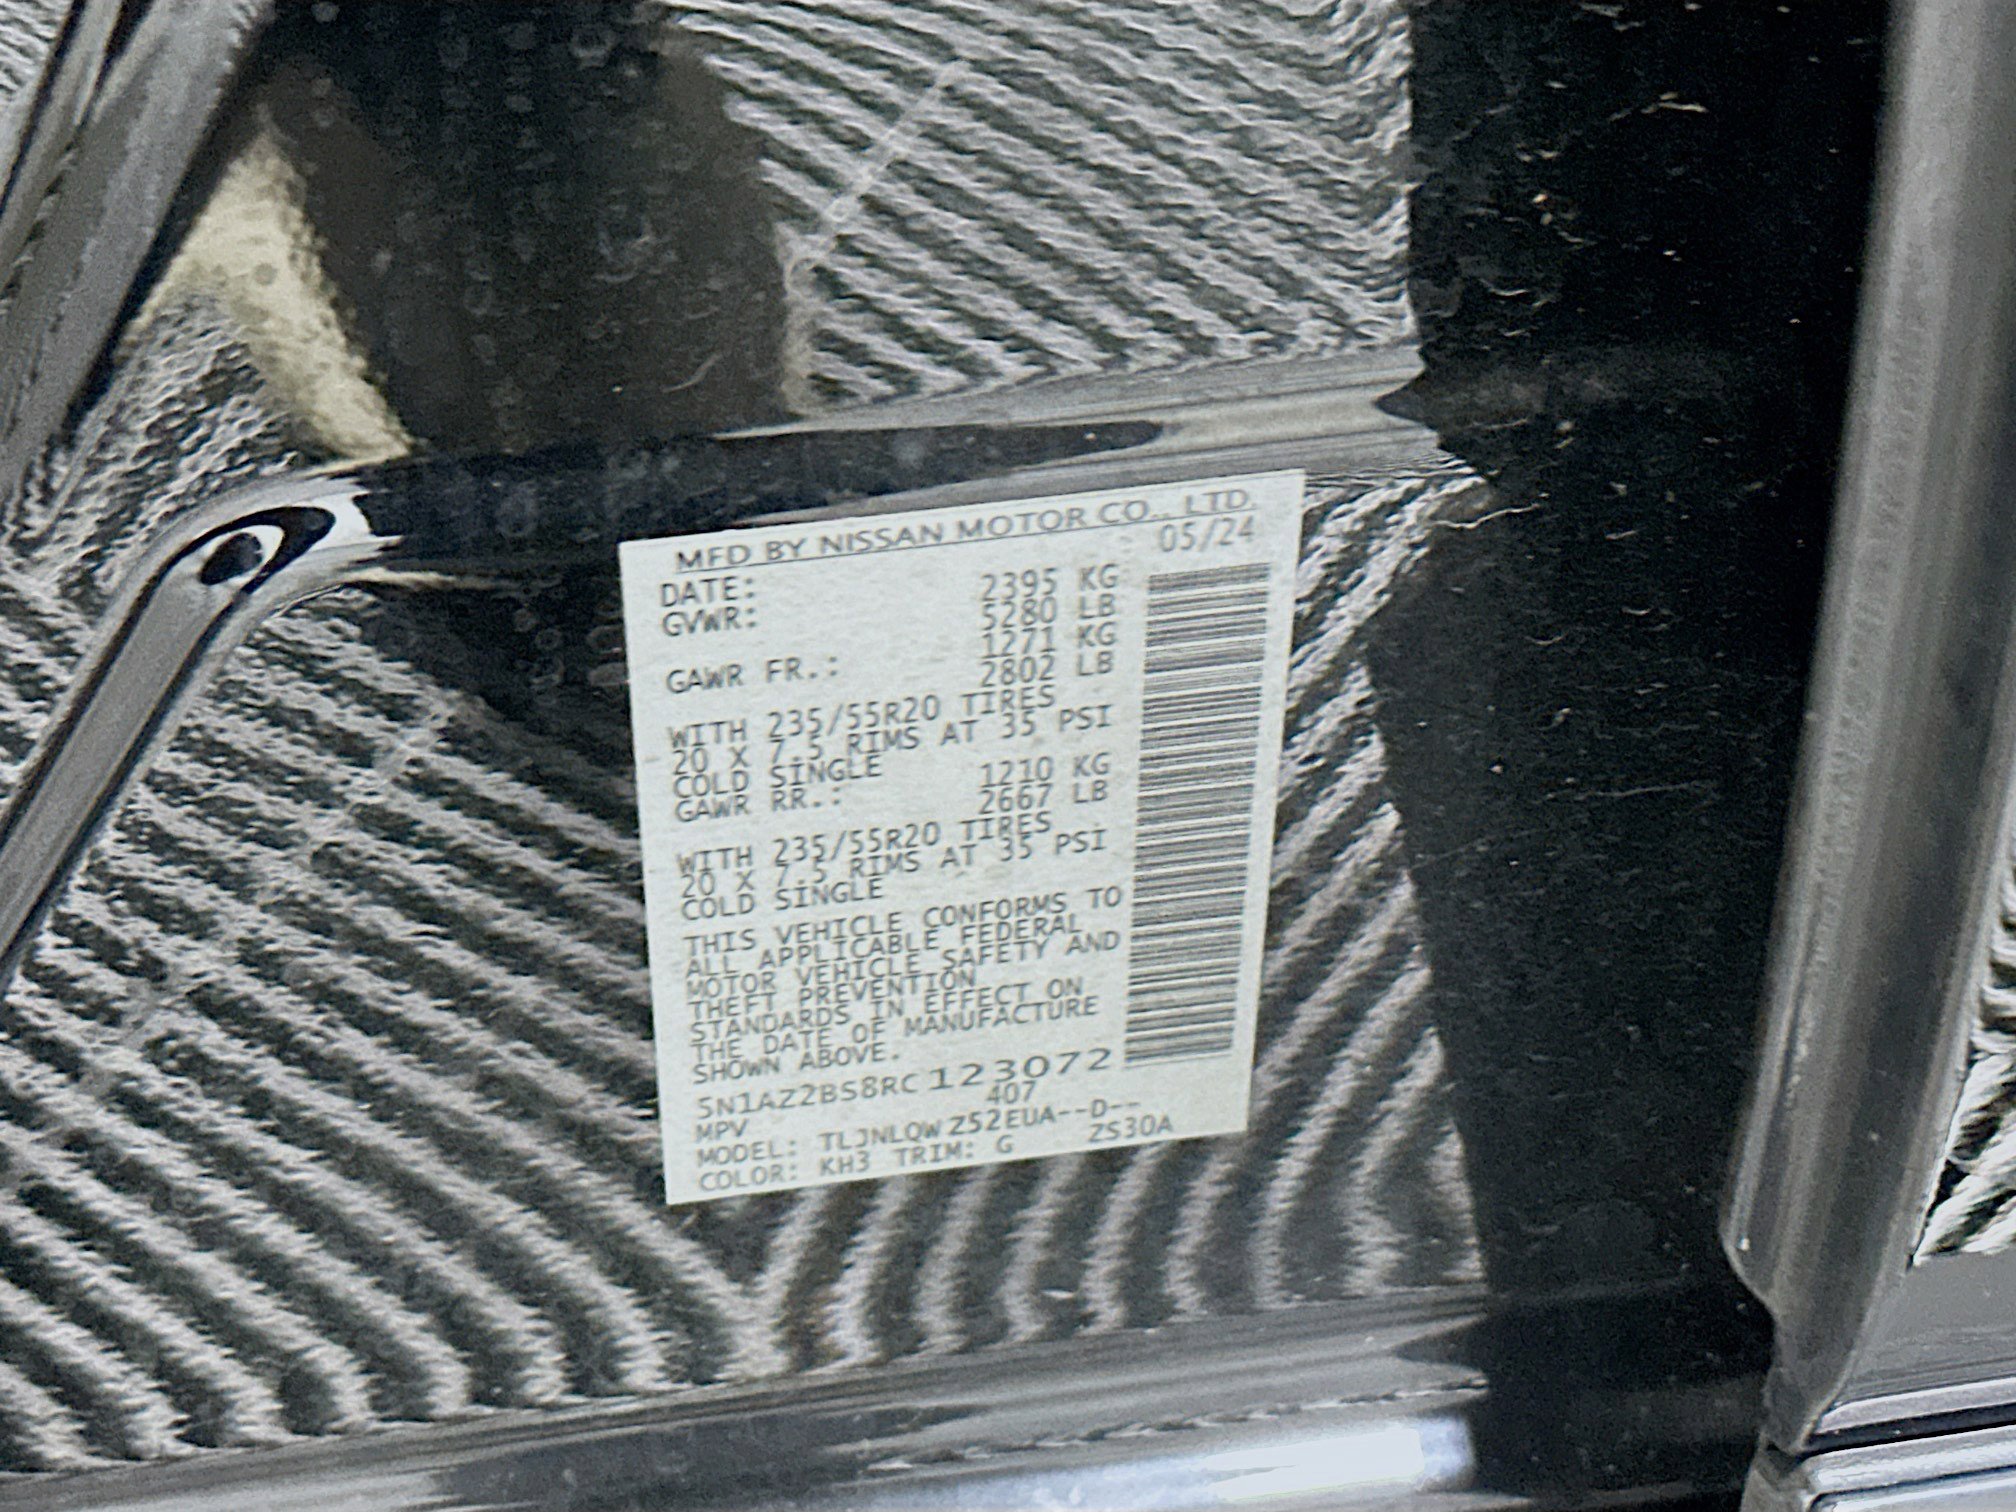 MFD BY NISSAN MOTOR CO., LTD.
DATE: 05/24
GVWR: 2395 KG
5280 LB
1271 KG
GAWR FR.: 2802 LB
WITH 235/55R20 TIRES
20 X 7.5 RIMS AT 35 PSI
COLD SINGLE
1210 KG
GAWR RR.: 2667 LB
WITH 235/55R20 TIRES
20 X 7.5 RIMS AT 35 PSI
COLD SINGLE
THIS VEHICLE CONFORMS TO
ALL APPLICABLE FEDERAL
MOTOR VEHICLE SAFETY AND
THEFT PREVENTION
STANDARDS IN EFFECT ON
THE DATE OF MANUFACTURE
SHOWN ABOVE.
5N1AZ2BS8RC123072
MPV 407
MODEL: TLJNLQWZ52EUA--D--
COLOR: KH3 TRIM: G ZS30A